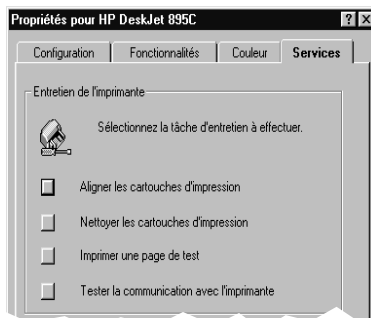 Propriétés pour HP DeskJet 895C
Configuration Fonctionnalités Couleur Services
Entretien de l'imprimante
Sélectionnez la tâche d'entretien à effectuer.
Aligner les cartouches d'impression
Nettoyer les cartouches d'impression
Imprimer une page de test
Tester la communication avec l'imprimante